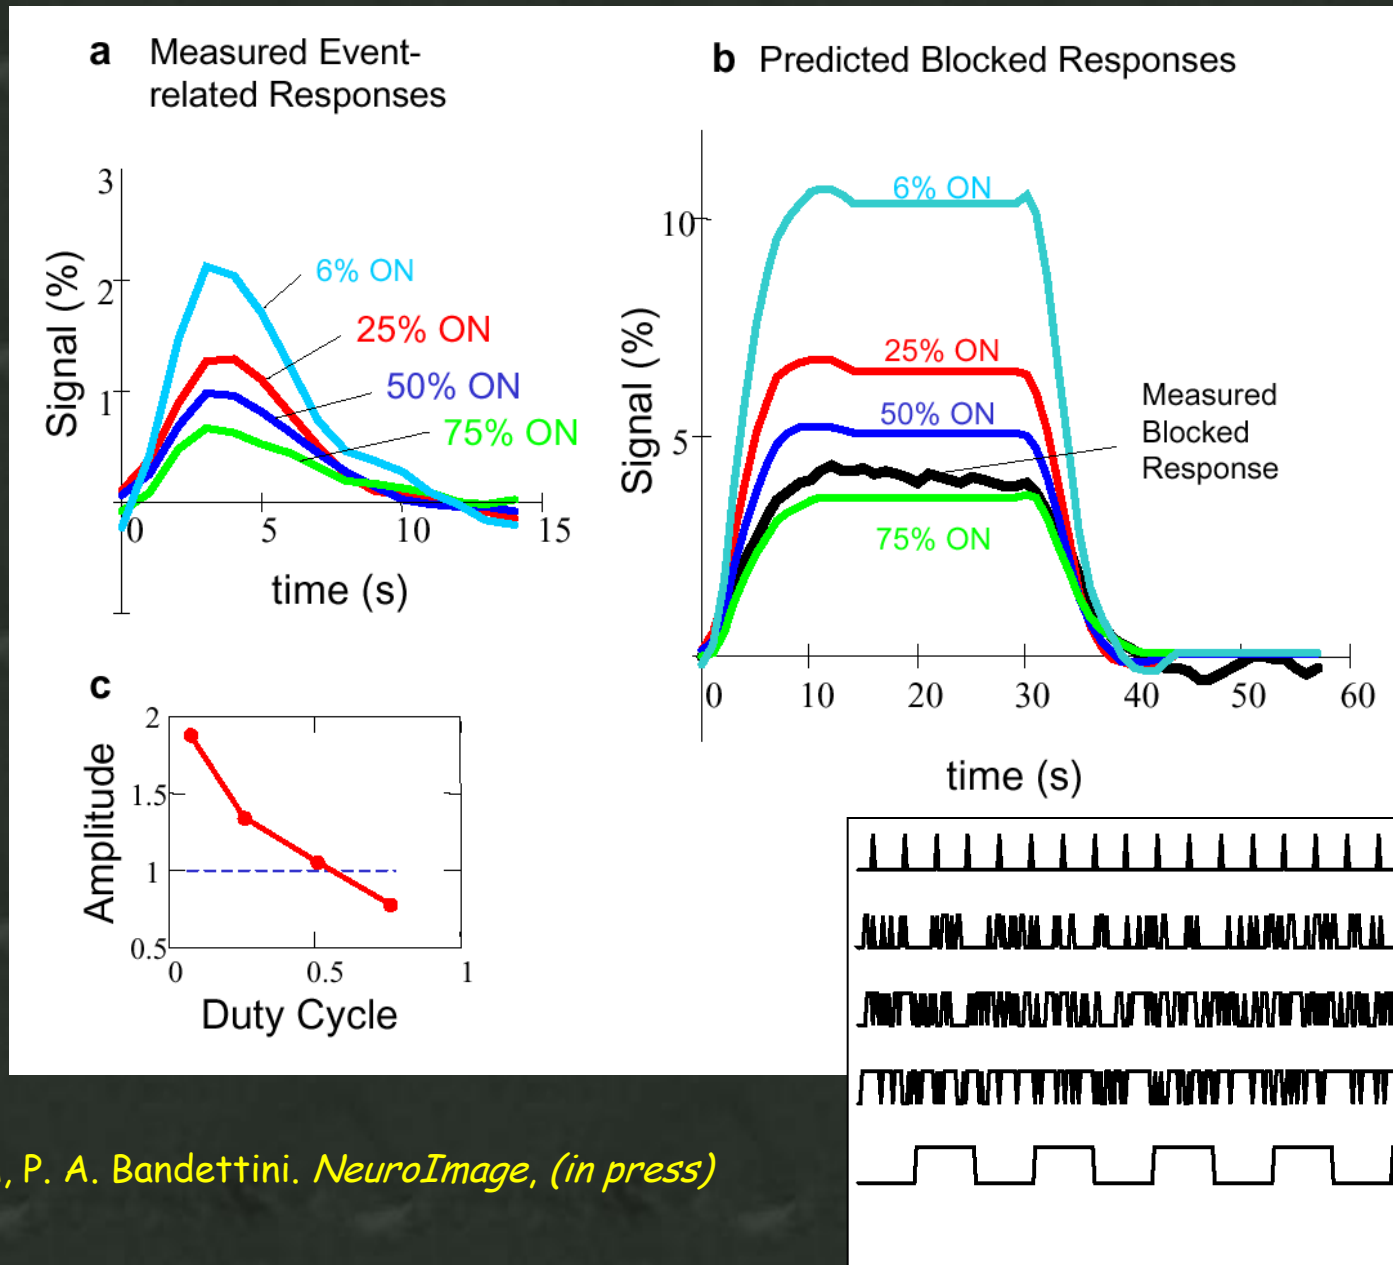 a Measured Event-
related Responses
3
2
1
Signal (%)
6% ON
25% ON
50% ON
75% ON
0 5 10 15
time (s)
b Predicted Blocked Responses
10
5
Signal (%)
6% ON
25% ON
50% ON
75% ON
Measured
Blocked
Response
0 10 20 30 40 50 60
time (s)
c
2
1.5
1
0.5
Amplitude
0 0.5 1
Duty Cycle
., P. A. Bandettini. NeuroImage, (in press)